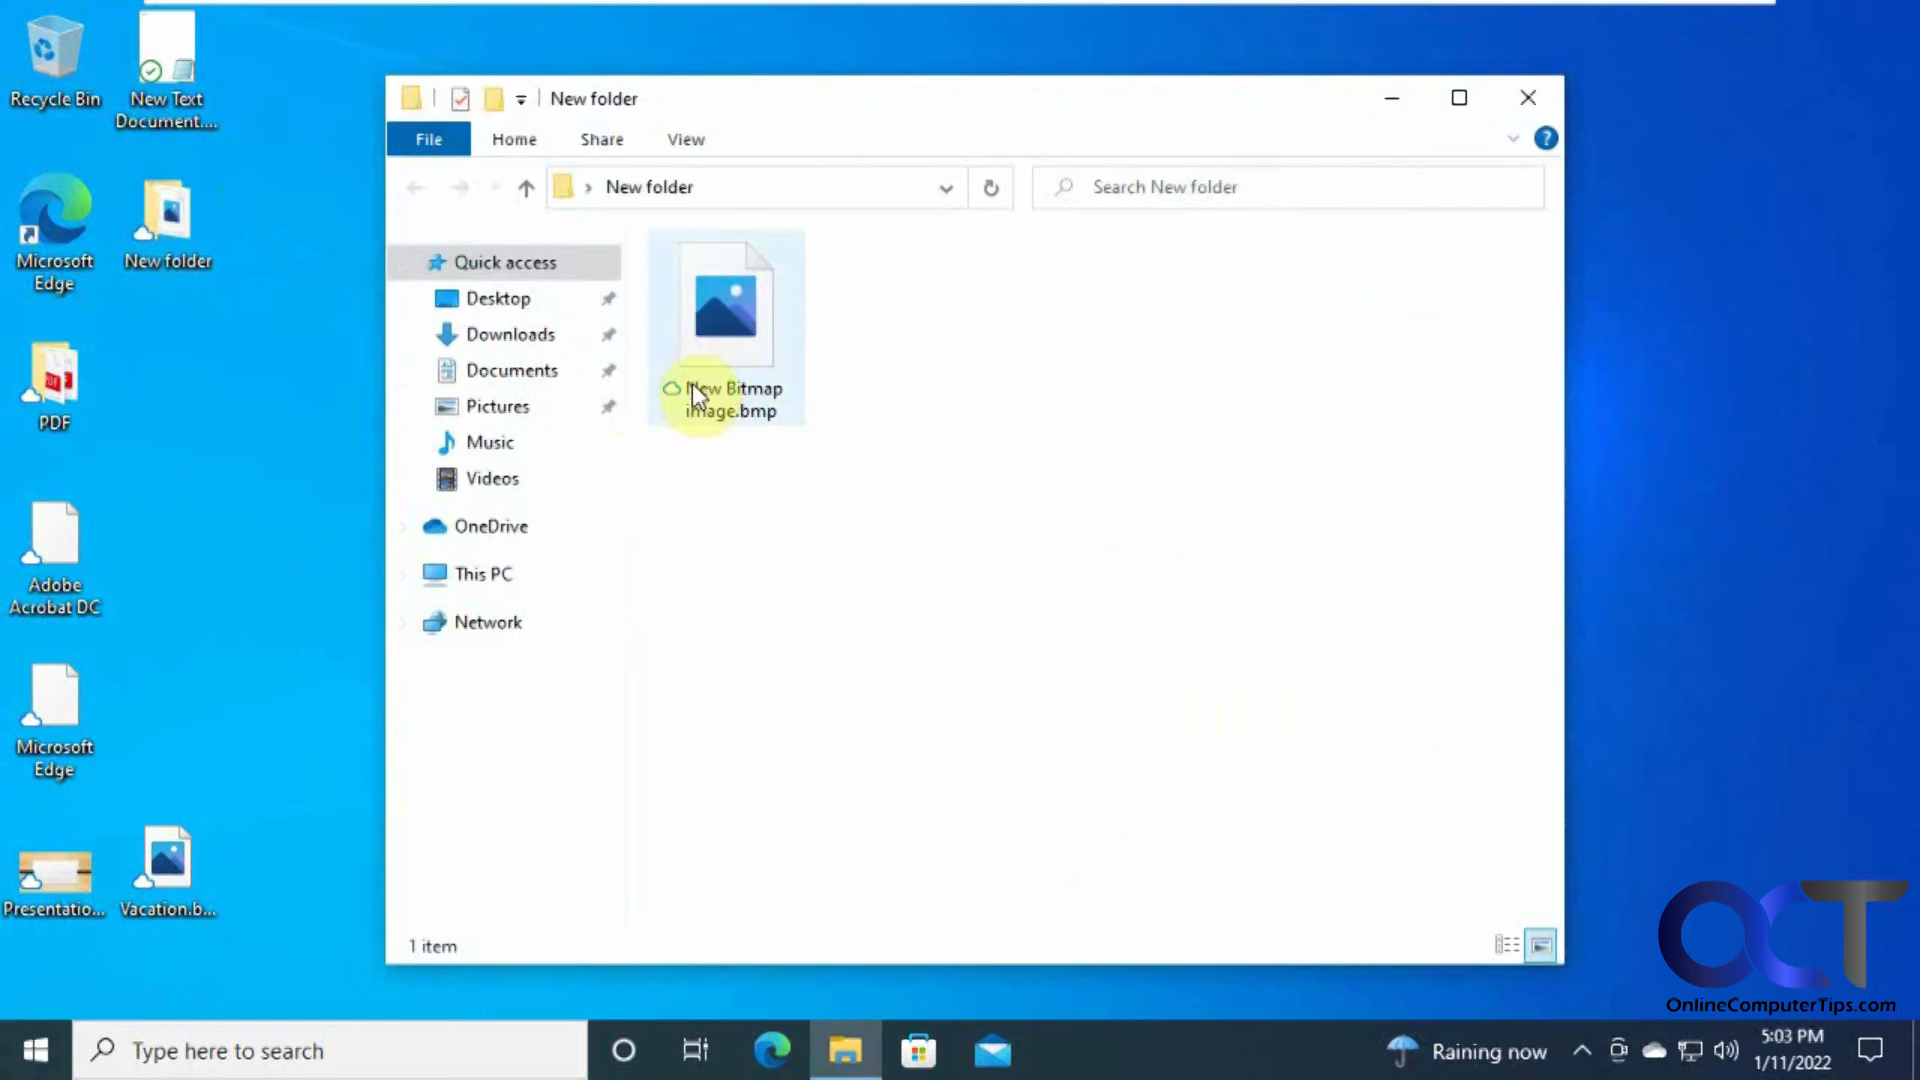 Recycle Bin
New Text
Document....
Microsoft
Edge
New folder
PDF
Adobe
Acrobat DC
Microsoft
Edge
Presentatio...
Vacation.b...
New folder
File
Home
Share
View
?
New folder
Search New folder
Quick access
Desktop
Downloads
Documents
Pictures
Music
Videos
OneDrive
This PC
Network
New Bitmap
image.bmp
1 item
OCT
OnlineComputerTips.com
Type here to search
Raining now
5:03 PM
1/11/2022